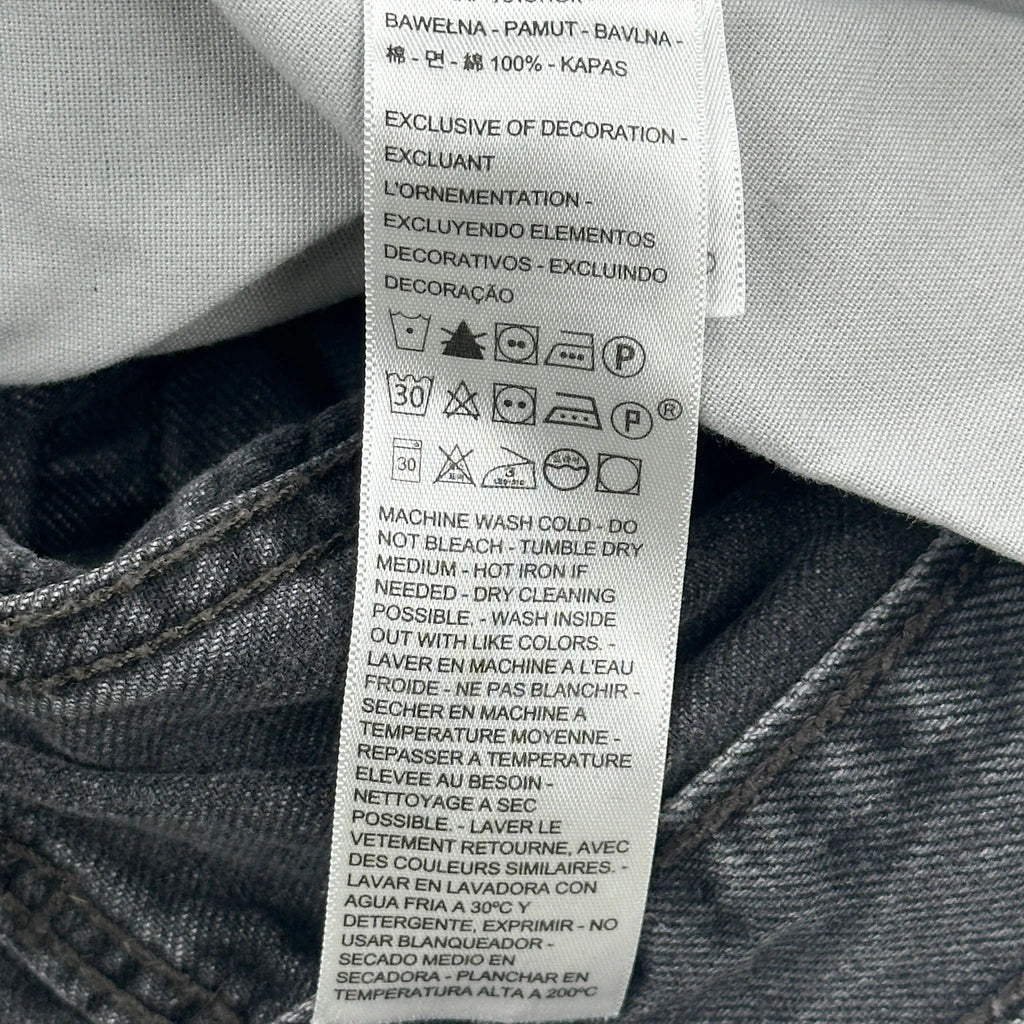 BAWEŁNA - PAMUT - BAVLNA -
棉 - 면 - 綿 100% - KAPAS
EXCLUSIVE OF DECORATION -
EXCLUANT
L'ORNEMENTATION -
EXCLUYENDO ELEMENTOS
DECORATIVOS - EXCLUINDO
DECORAÇÃO
P
30 P ®
30
MACHINE WASH COLD - DO
NOT BLEACH - TUMBLE DRY
MEDIUM - HOT IRON IF
NEEDED - DRY CLEANING
POSSIBLE. - WASH INSIDE
OUT WITH LIKE COLORS. -
LAVER EN MACHINE A L'EAU
FROIDE - NE PAS BLANCHIR -
SECHER EN MACHINE A
TEMPERATURE MOYENNE -
REPASSER A TEMPERATURE
ELEVEE AU BESOIN -
NETTOYAGE A SEC
POSSIBLE. - LAVER LE
VETEMENT RETOURNE, AVEC
DES COULEURS SIMILAIRES. -
LAVAR EN LAVADORA CON
AGUA FRIA A 30ºC Y
DETERGENTE, EXPRIMIR - NO
USAR BLANQUEADOR -
SECADO MEDIO EN
SECADORA - PLANCHAR EN
TEMPERATURA ALTA A 200ºC